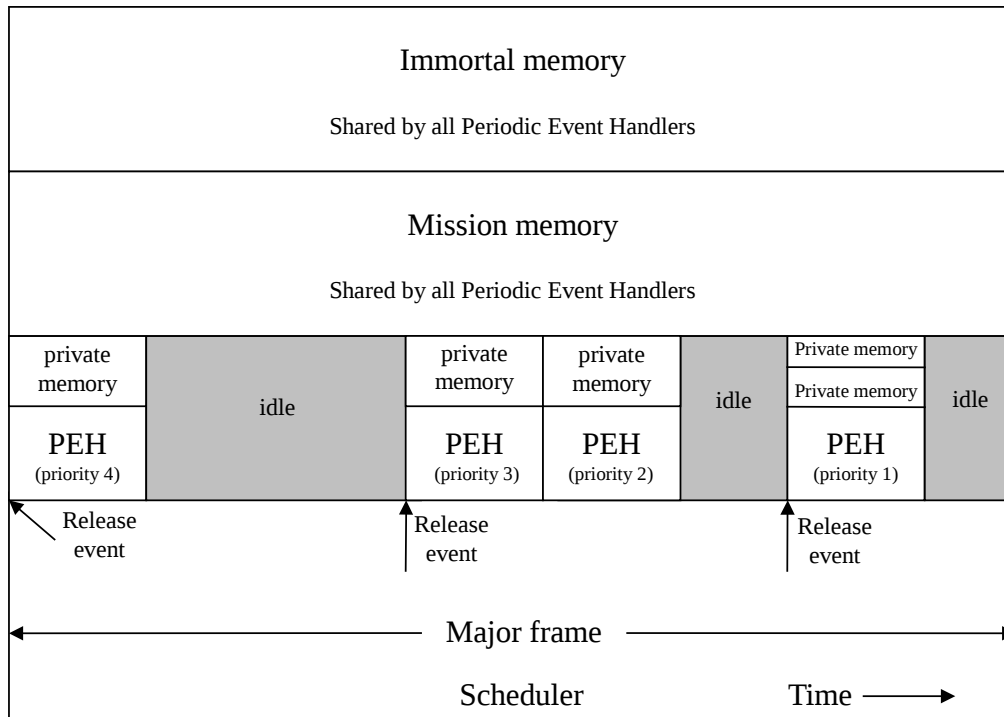 Immortal memory
Shared by all Periodic Event Handlers
Mission memory
Shared by all Periodic Event Handlers
private
memory
PEH
(priority 4)
idle
private
memory
PEH
(priority 3)
private
memory
PEH
(priority 2)
idle
Private memory
Private memory
PEH
(priority 1)
idle
Release
event
Release
event
Release
event
Major frame
Scheduler
Time